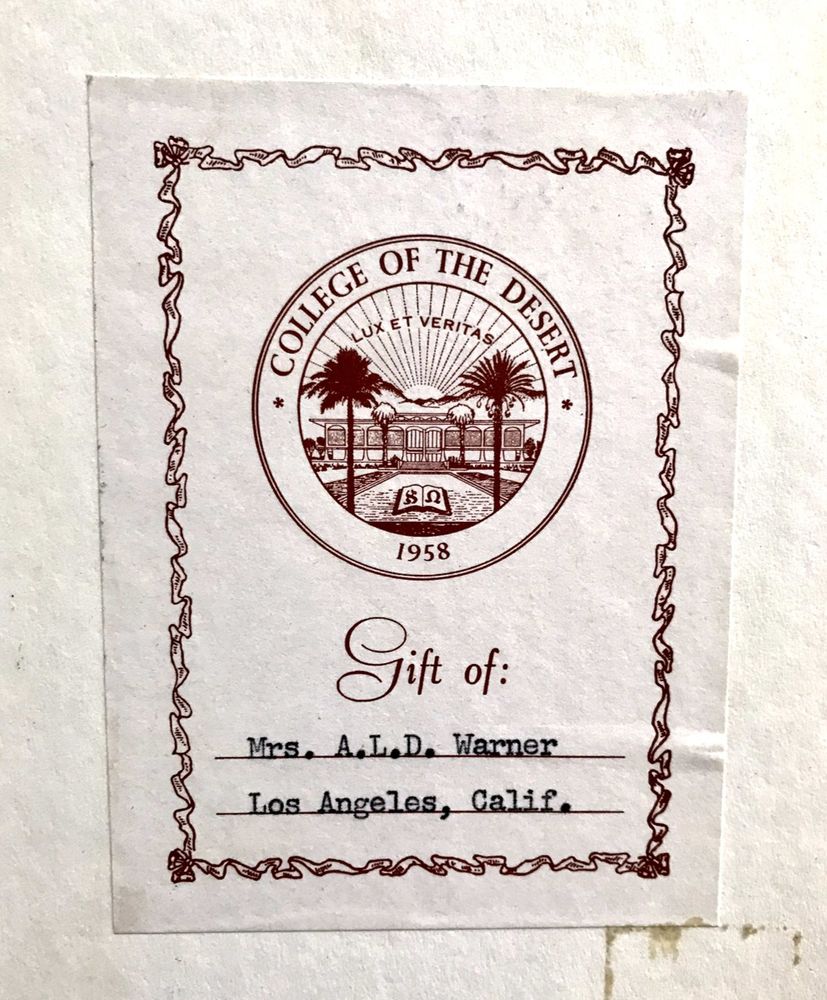 * COLLEGE OF THE DESERT *
LUX ET VERITAS
Ω
1958
Gift of:
Mrs. A.L.D. Warner
Los Angeles, Calif.